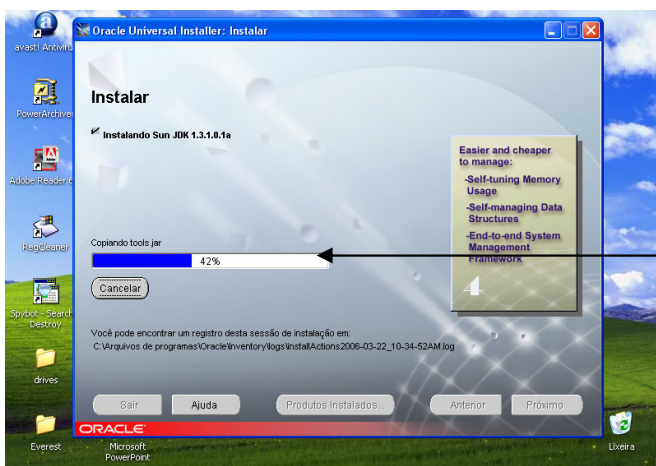 avast! Antiviru
PowerArchiver
Adobe Reader 6
RegCleaner
Spybot - Search
Destroy
drives
Everest
Oracle Universal Installer: Instalar
Instalar
Instalando Sun JDK 1.3.1.0.1a
Easier and cheaper
to manage:
-Self-tuning Memory
Usage
-Self-managing Data
Structures
-End-to-end System
Management
Framework
Copiando tools.jar
42%
Cancelar
Você pode encontrar um registro desta sessão de instalação em:
C:\Arquivos de programas\Oracle\Inventory\logs\installActions2006-03-22_10-34-52AM.log
Sair Ajuda Produtos Instalados... Anterior Próximo
ORACLE
Microsoft
PowerPoint
Lixeira